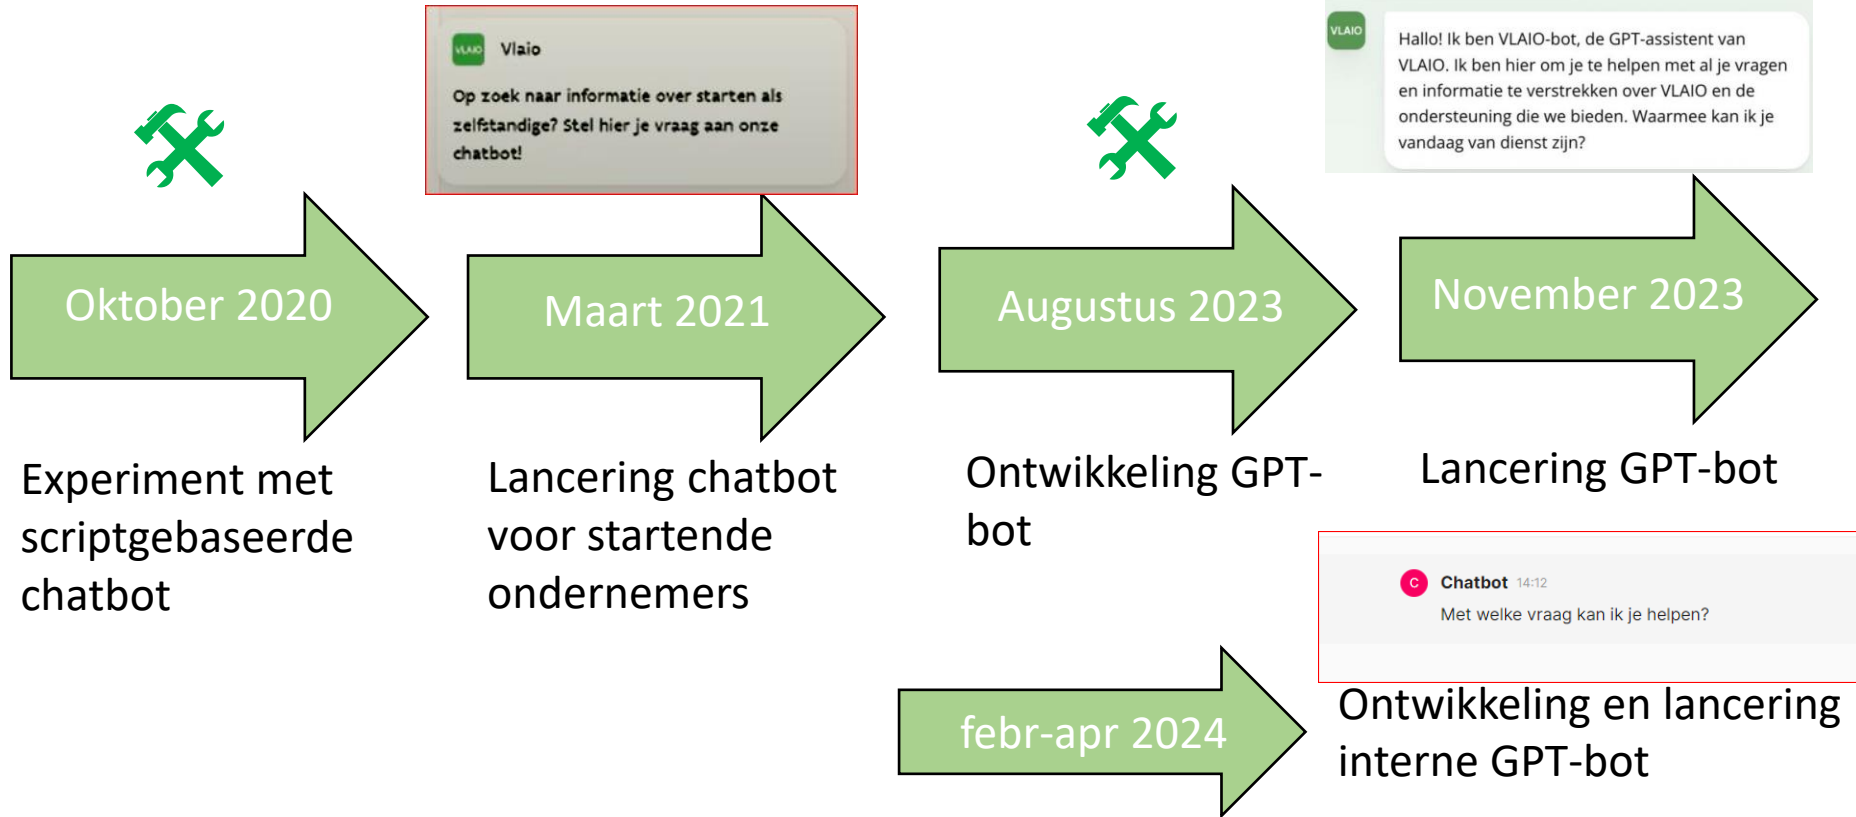 VLAIO
Vlaio
Op zoek naar informatie over starten als
zelfstandige? Stel hier je vraag aan onze
chatbot!
VLAIO
Hallo! Ik ben VLAIO-bot, de GPT-assistent van
VLAIO. Ik ben hier om je te helpen met al je vragen
en informatie te verstrekken over VLAIO en de
ondersteuning die we bieden. Waarmee kan ik je
vandaag van dienst zijn?
Oktober 2020
Maart 2021
Augustus 2023
November 2023
Experiment met
scriptgebaseerde
chatbot
Lancering chatbot
voor startende
ondernemers
Ontwikkeling GPT-
bot
Lancering GPT-bot
C
Chatbot 14:12
Met welke vraag kan ik je helpen?
febr-apr 2024
Ontwikkeling en lancering
interne GPT-bot